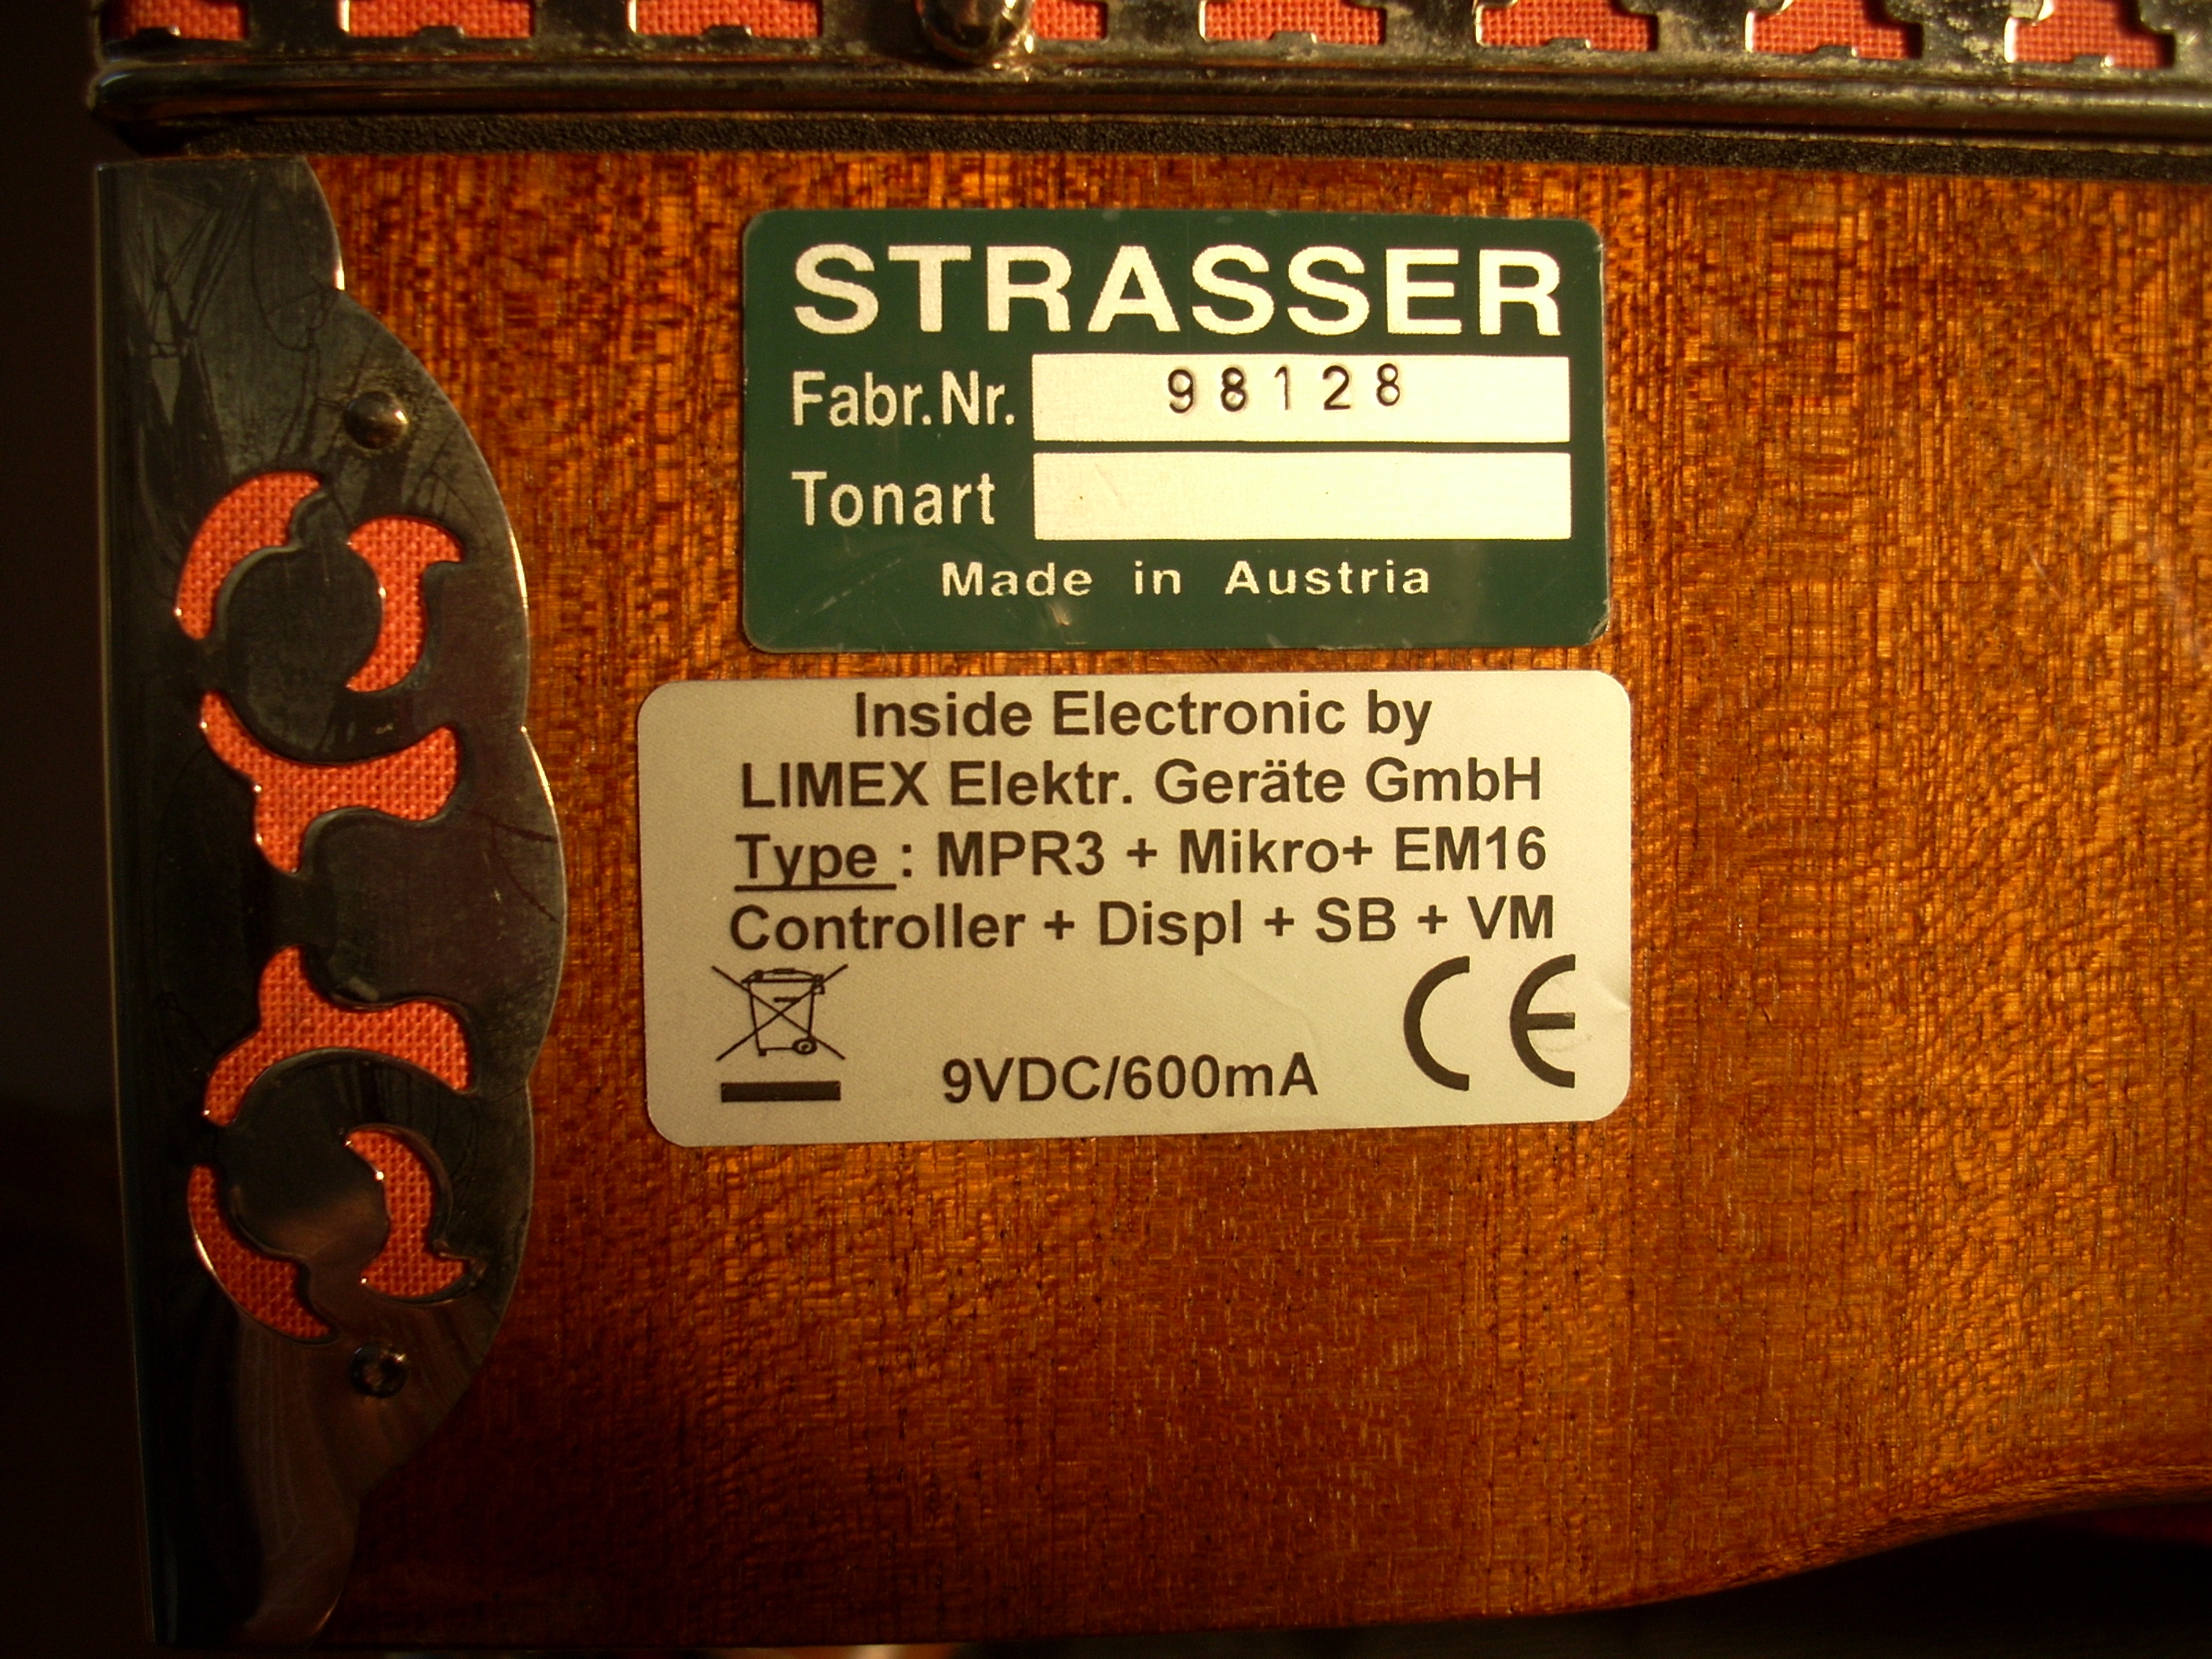 STRASSER
Fabr.Nr. 98128
Tonart
Made in Austria
Inside Electronic by
LIMEX Elektr. Geräte GmbH
Type : MPR3 + Mikro+ EM16
Controller + Displ + SB + VM
9VDC/600mA CE